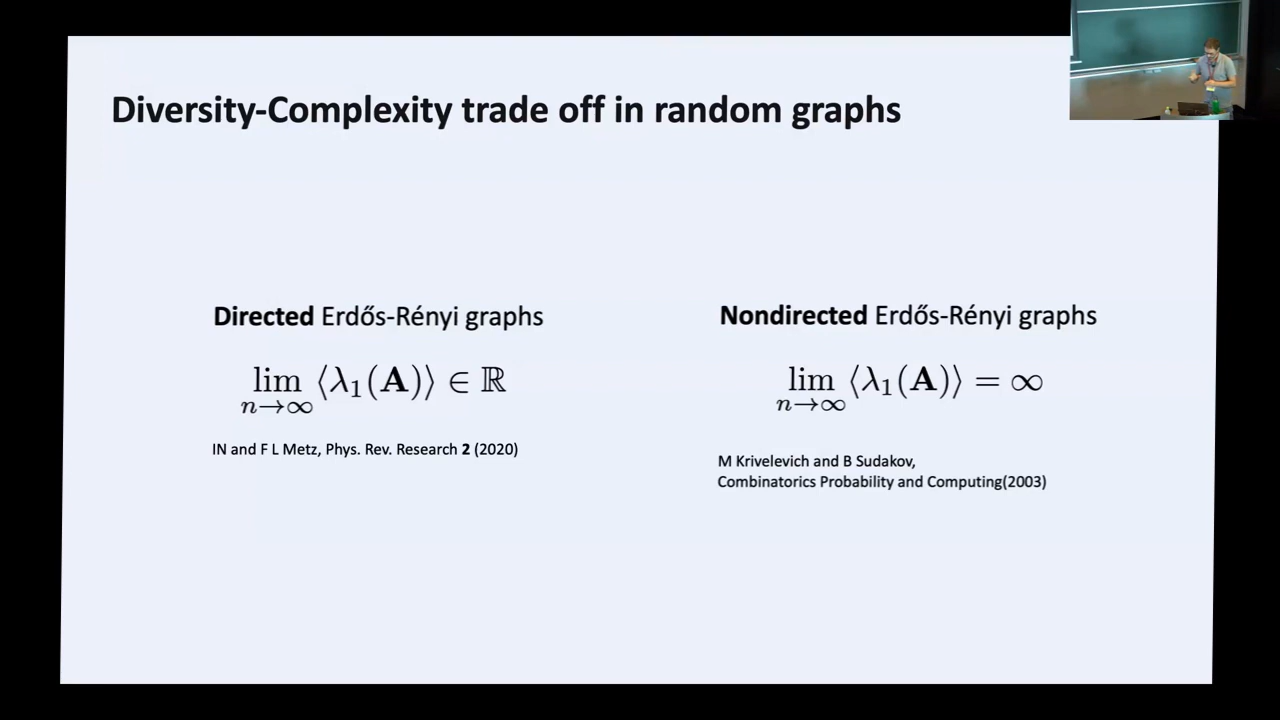 Diversity-Complexity trade off in random graphs
Directed Erdős-Rényi graphs
lim n→∞ ⟨λ₁(A)⟩ ∈ ℝ
IN and F L Metz, Phys. Rev. Research 2 (2020)
Nondirected Erdős-Rényi graphs
lim n→∞ ⟨λ₁(A)⟩ = ∞
M Krivelevich and B Sudakov,
Combinatorics Probability and Computing(2003)